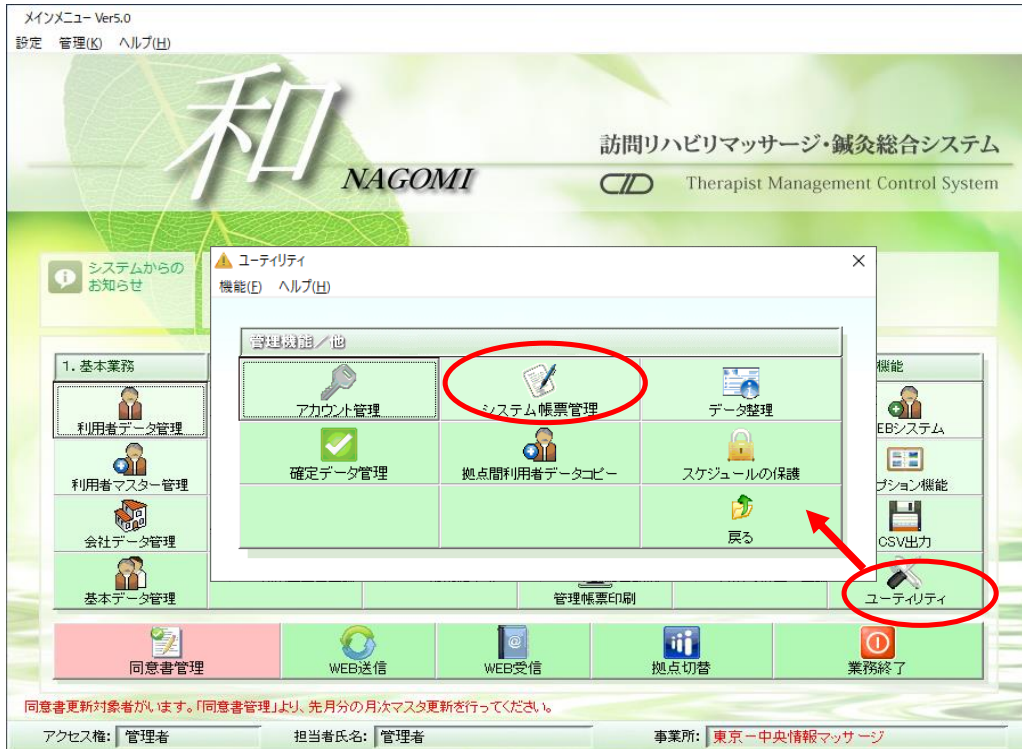 メインメニュー Ver5.0
設定 管理(K) ヘルプ(H)
和
NAGOMI
訪問リハビリマッサージ・鍼灸総合システム
CID Therapist Management Control System
システムからの
お知らせ
ユーティリティ
機能(F) ヘルプ(H)
管理機能／他
アカウント管理 システム帳票管理 データ整理
確定データ管理 拠点間利用者データコピー スケジュールの保護
戻る
1. 基本業務 機能
利用者データ管理 EBシステム
利用者マスター管理 プション機能
会社データ管理 CSV出力
基本データ管理 管理帳票印刷 ユーティリティ
同意書管理 WEB送信 WEB受信 拠点切替 業務終了
同意書更新対象者がいます。「同意書管理」より、先月分の月次マスタ更新を行ってください。
アクセス権: 管理者 担当者氏名: 管理者 事業所: 東京－中央情報マッサージ